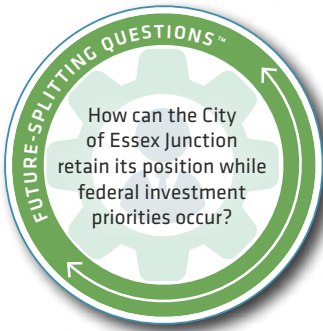 FUTURE-SPLITTING QUESTIONS™
How can the City
of Essex Junction
retain its position while
federal investment
priorities occur?